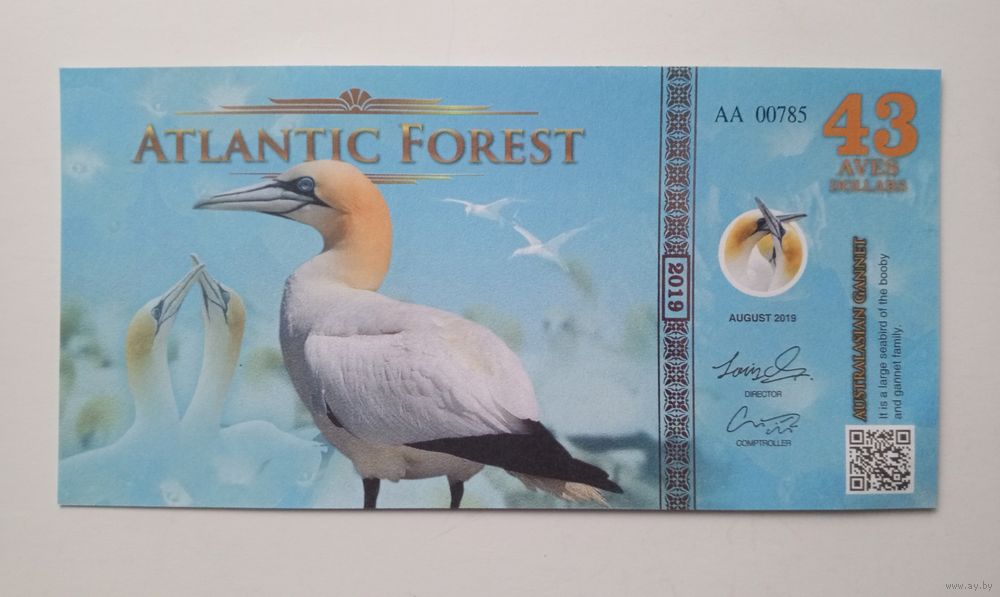 ATLANTIC FOREST
AA 00785
43
AVES
DOLLARS
2019
AUGUST 2019
DIRECTOR
COMPTROLLER
AUSTRALASIAN GANNET
It is a large seabird of the booby
and gannet family.
www.ay.by